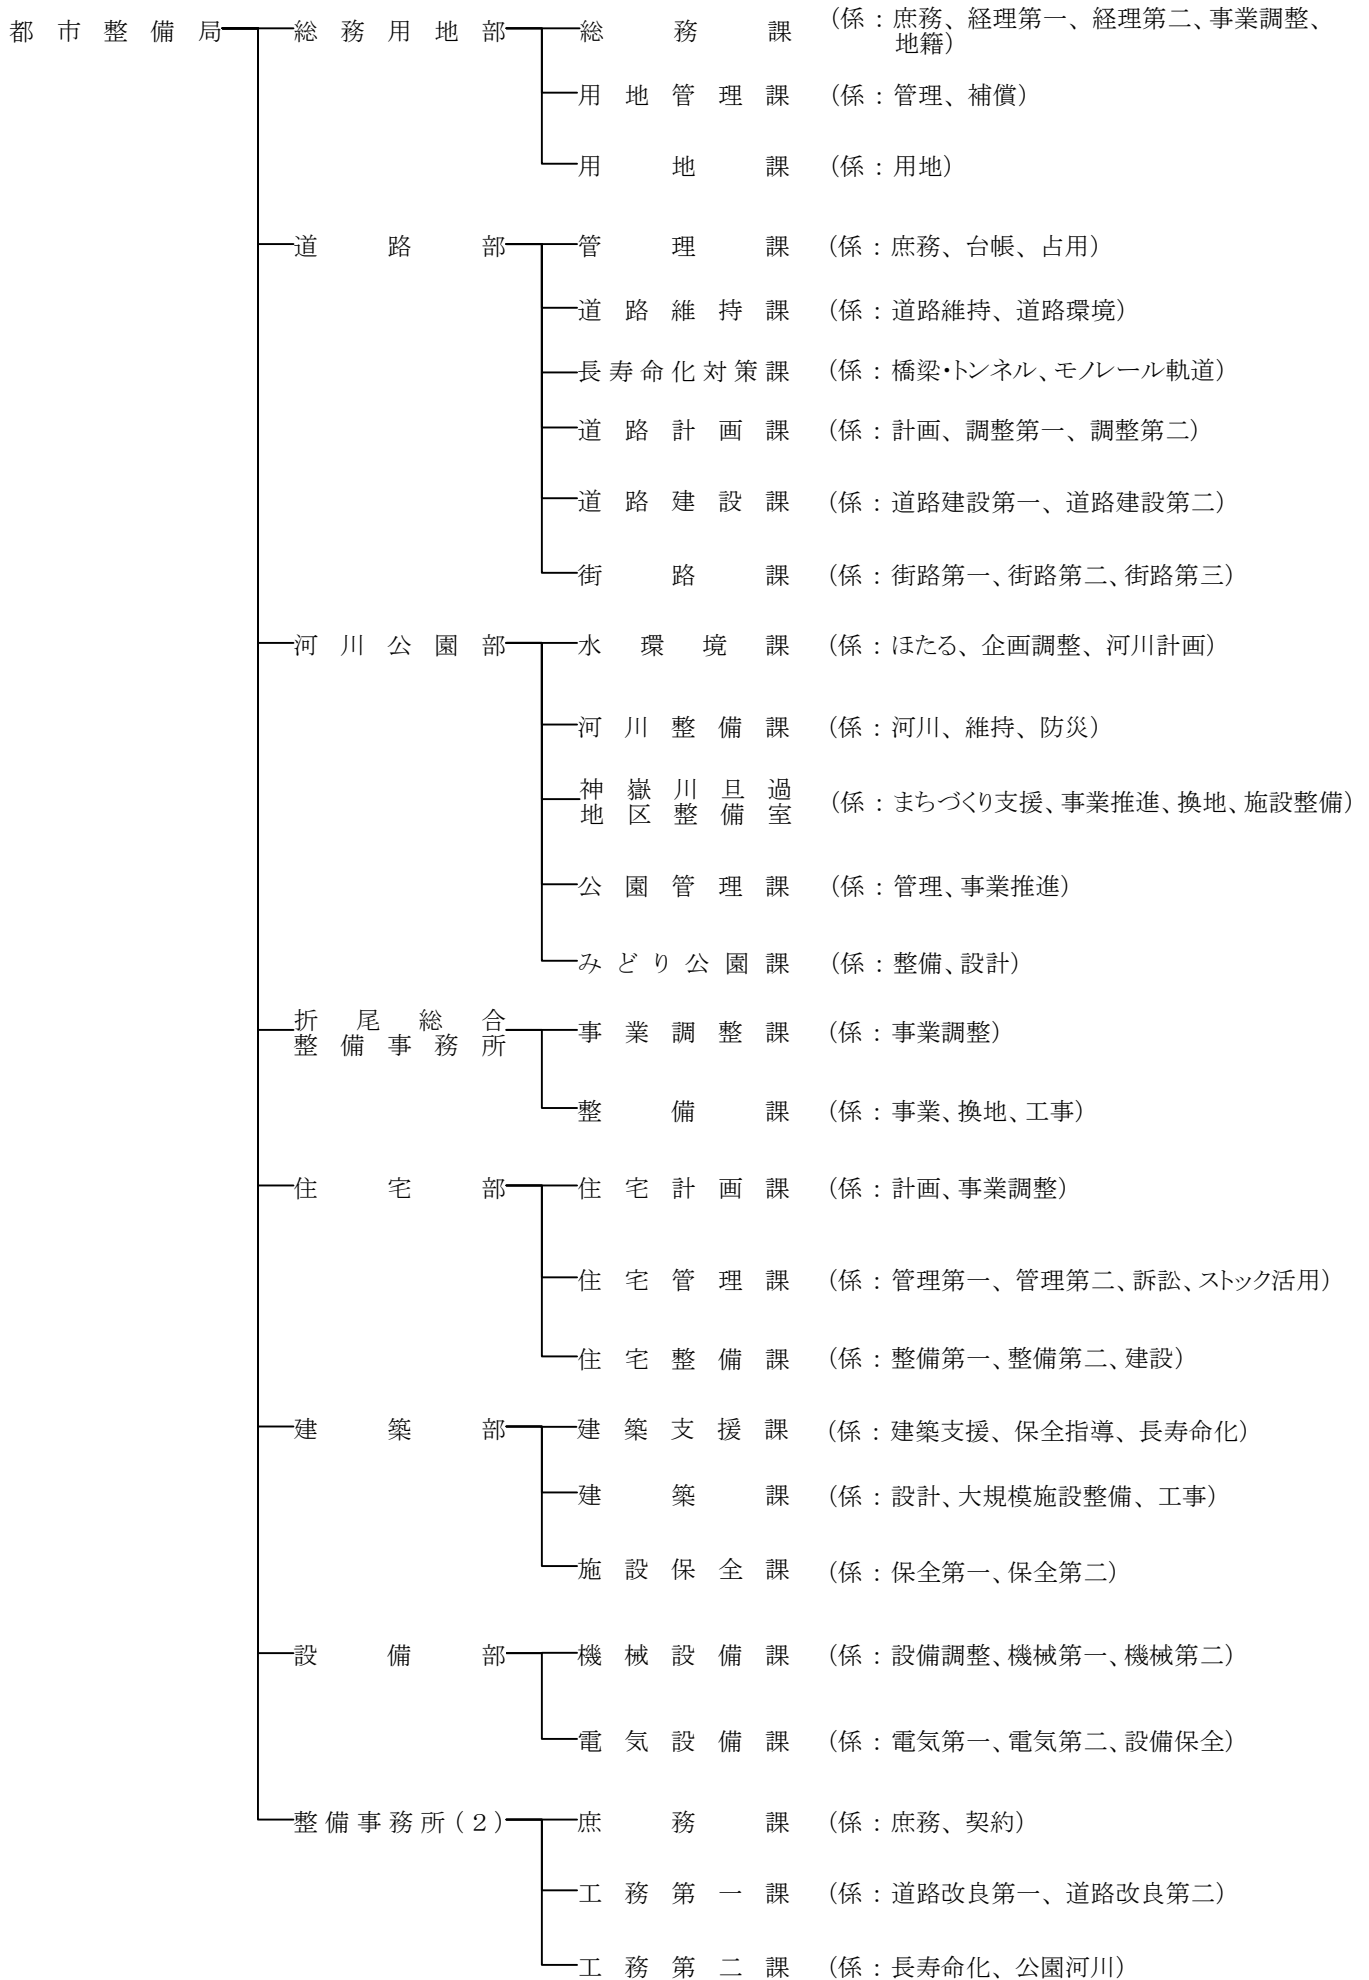 都市整備局 総務用地部 総務課 （係：庶務、経理第一、経理第二、事業調整、
地籍）
用地管理課 （係：管理、補償）
用地課 （係：用地）
道路部 管理課 （係：庶務、台帳、占用）
道路維持課 （係：道路維持、道路環境）
長寿命化対策課 （係：橋梁・トンネル、モノレール軌道）
道路計画課 （係：計画、調整第一、調整第二）
道路建設課 （係：道路建設第一、道路建設第二）
街路課 （係：街路第一、街路第二、街路第三）
河川公園部 水環境課 （係：ほたる、企画調整、河川計画）
河川整備課 （係：河川、維持、防災）
神嶽川旦過
地区整備室 （係：まちづくり支援、事業推進、換地、施設整備）
公園管理課 （係：管理、事業推進）
みどり公園課 （係：整備、設計）
折尾総合
整備事務所 事業調整課 （係：事業調整）
整備課 （係：事業、換地、工事）
住宅部 住宅計画課 （係：計画、事業調整）
住宅管理課 （係：管理第一、管理第二、訴訟、ストック活用）
住宅整備課 （係：整備第一、整備第二、建設）
建築部 建築支援課 （係：建築支援、保全指導、長寿命化）
建築課 （係：設計、大規模施設整備、工事）
施設保全課 （係：保全第一、保全第二）
設備部 機械設備課 （係：設備調整、機械第一、機械第二）
電気設備課 （係：電気第一、電気第二、設備保全）
整備事務所（２） 庶務課 （係：庶務、契約）
工務第一課 （係：道路改良第一、道路改良第二）
工務第二課 （係：長寿命化、公園河川）